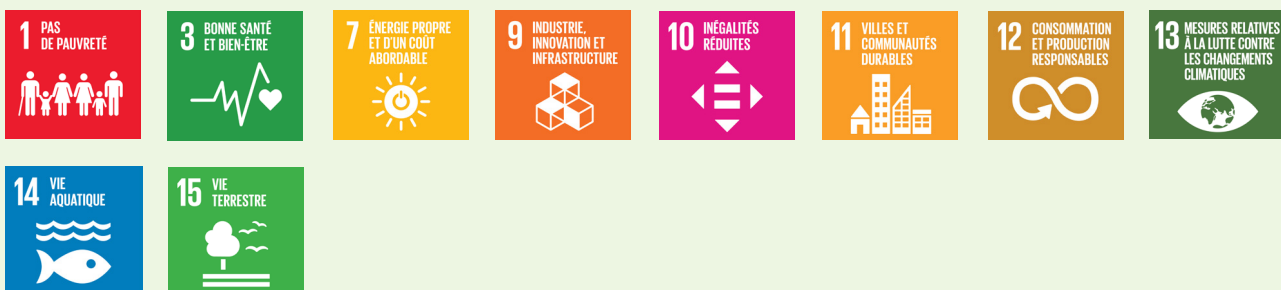 1 PAS
DE PAUVRETÉ
3 BONNE SANTÉ
ET BIEN-ÊTRE
7 ÉNERGIE PROPRE
ET D'UN COÛT
ABORDABLE
9 INDUSTRIE,
INNOVATION ET
INFRASTRUCTURE
10 INÉGALITÉS
RÉDUITES
11 VILLES ET
COMMUNAUTÉS
DURABLES
12 CONSOMMATION
ET PRODUCTION
RESPONSABLES
13 MESURES RELATIVES
À LA LUTTE CONTRE
LES CHANGEMENTS
CLIMATIQUES
14 VIE
AQUATIQUE
15 VIE
TERRESTRE